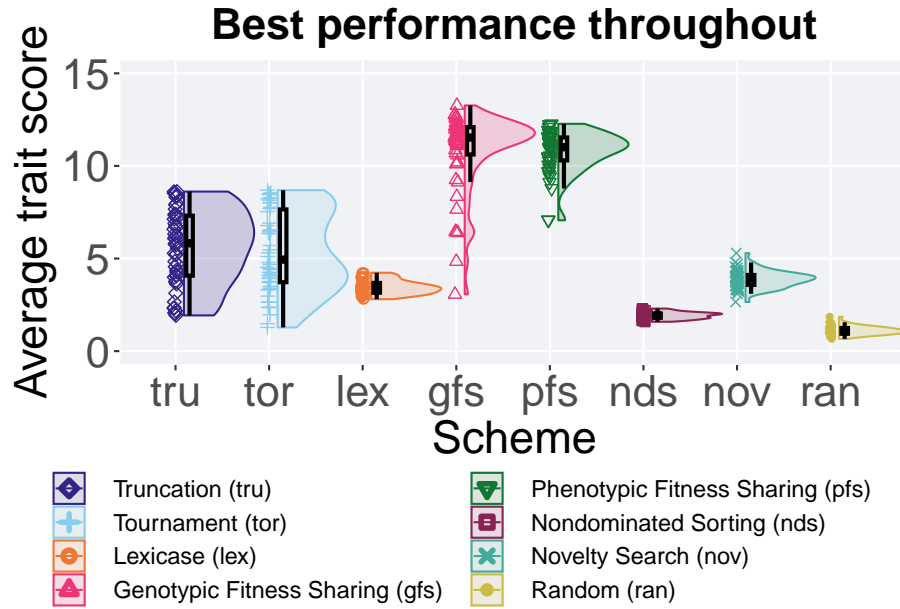 Best performance throughout
Average trait score
15
10
5
0
tru tor lex gfs pfs nds nov ran
Scheme
Truncation (tru)
Tournament (tor)
Lexicase (lex)
Genotypic Fitness Sharing (gfs)
Phenotypic Fitness Sharing (pfs)
Nondominated Sorting (nds)
Novelty Search (nov)
Random (ran)